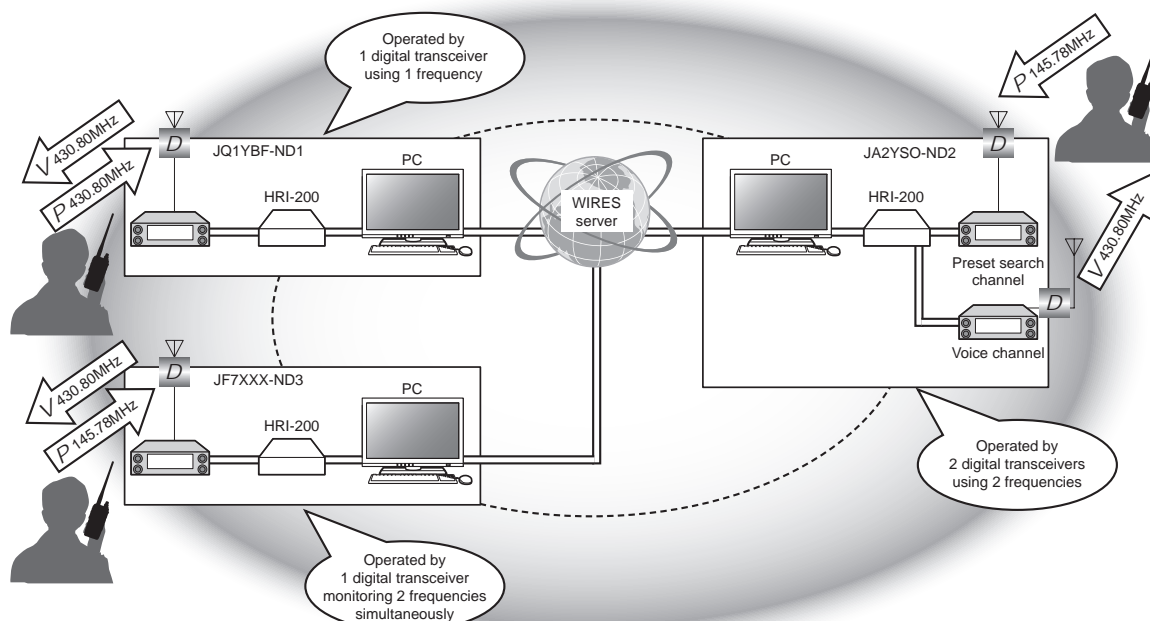 Operated by
1 digital transceiver
using 1 frequency
P 145.78MHz
V 430.80MHz
P 430.80MHz
D
JQ1YBF-ND1
PC
HRI-200
WIRES
server
D
JA2YSO-ND2
PC
HRI-200
Preset search
channel
V 430.80MHz
D
Voice channel
V 430.80MHz
P 145.78MHz
D
JF7XXX-ND3
PC
HRI-200
Operated by
2 digital transceivers
using 2 frequencies
Operated by
1 digital transceiver
monitoring 2 frequencies
simultaneously